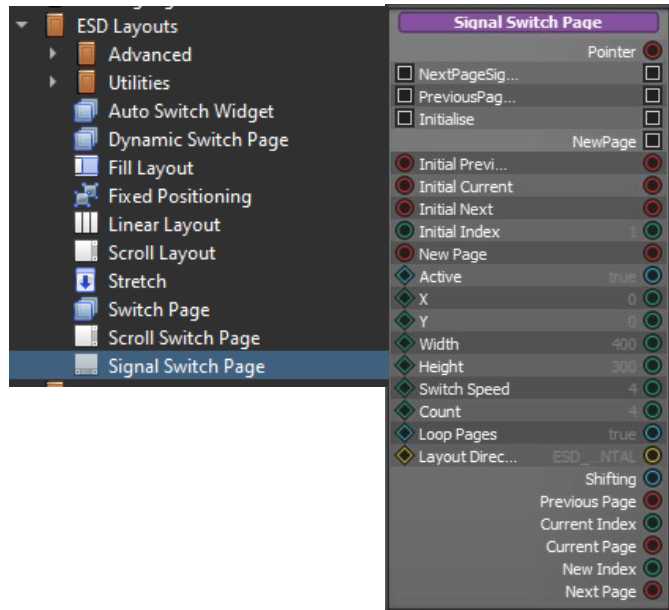 ESD Layouts
Advanced
Utilities
Auto Switch Widget
Dynamic Switch Page
Fill Layout
Fixed Positioning
Linear Layout
Scroll Layout
Stretch
Switch Page
Scroll Switch Page
Signal Switch Page
Signal Switch Page
Pointer
NextPageSig...
PreviousPag...
Initialise
NewPage
Initial Previ...
Initial Current
Initial Next
Initial Index 1
New Page
Active true
X 0
Y 0
Width 400
Height 300
Switch Speed 4
Count 4
Loop Pages true
Layout Direc... ESD_...NTAL
Shifting
Previous Page
Current Index
Current Page
New Index
Next Page